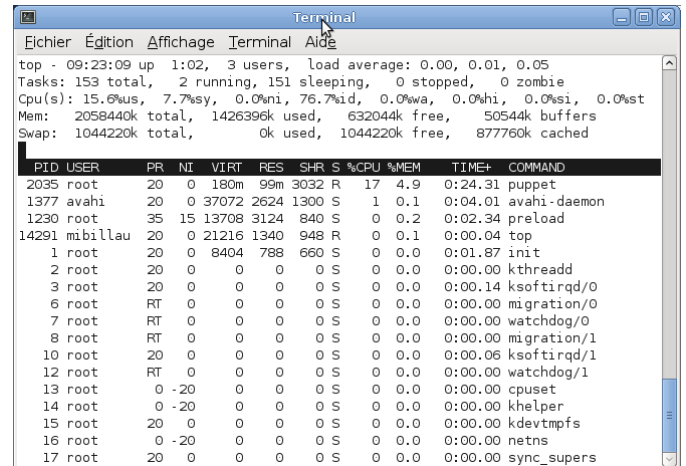 Terminal
Fichier Édition Affichage Terminal Aide
top - 09:23:09 up  1:02,  3 users,  load average: 0.00, 0.01, 0.05
Tasks: 153 total,   2 running, 151 sleeping,   0 stopped,   0 zombie
Cpu(s): 15.6%us,  7.7%sy,  0.0%ni, 76.7%id,  0.0%wa,  0.0%hi,  0.0%si,  0.0%st
Mem:   2058440k total,  1426396k used,   632044k free,    50544k buffers
Swap:  1044220k total,        0k used,  1044220k free,   877760k cached
PID USER      PR  NI  VIRT  RES  SHR S %CPU %MEM    TIME+  COMMAND
2035 root      20   0  180m  99m 3032 R   17  4.9   0:24.31 puppet
1377 avahi     20   0 37072 2624 1300 S    1  0.1   0:04.01 avahi-daemon
1230 root      35  15 13708 3124  840 S    0  0.2   0:02.34 preload
14291 mibillau  20   0 21216 1340  948 R    0  0.1   0:00.04 top
1 root      20   0  8404  788  660 S    0  0.0   0:01.87 init
2 root      20   0     0    0    0 S    0  0.0   0:00.00 kthreadd
3 root      20   0     0    0    0 S    0  0.0   0:00.14 ksoftirqd/0
6 root      RT   0     0    0    0 S    0  0.0   0:00.00 migration/0
7 root      RT   0     0    0    0 S    0  0.0   0:00.00 watchdog/0
8 root      RT   0     0    0    0 S    0  0.0   0:00.00 migration/1
10 root      20   0     0    0    0 S    0  0.0   0:00.06 ksoftirqd/1
12 root      RT   0     0    0    0 S    0  0.0   0:00.00 watchdog/1
13 root       0 -20     0    0    0 S    0  0.0   0:00.00 cpuset
14 root       0 -20     0    0    0 S    0  0.0   0:00.00 khelper
15 root      20   0     0    0    0 S    0  0.0   0:00.00 kdevtmpfs
16 root       0 -20     0    0    0 S    0  0.0   0:00.00 netns
17 root      20   0     0    0    0 S    0  0.0   0:00.00 sync_supers